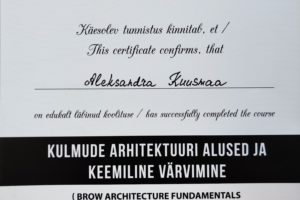 Käesolev tunnistus kinnitab, et /
This certificate confirms, that
Aleksandra Kuusmaa
on edukalt läbinud koolituse / has successfully completed the course
KULMUDE ARHITEKTUURI ALUSED JA
KEEMILINE VÄRVIMINE
( BROW ARCHITECTURE FUNDAMENTALS